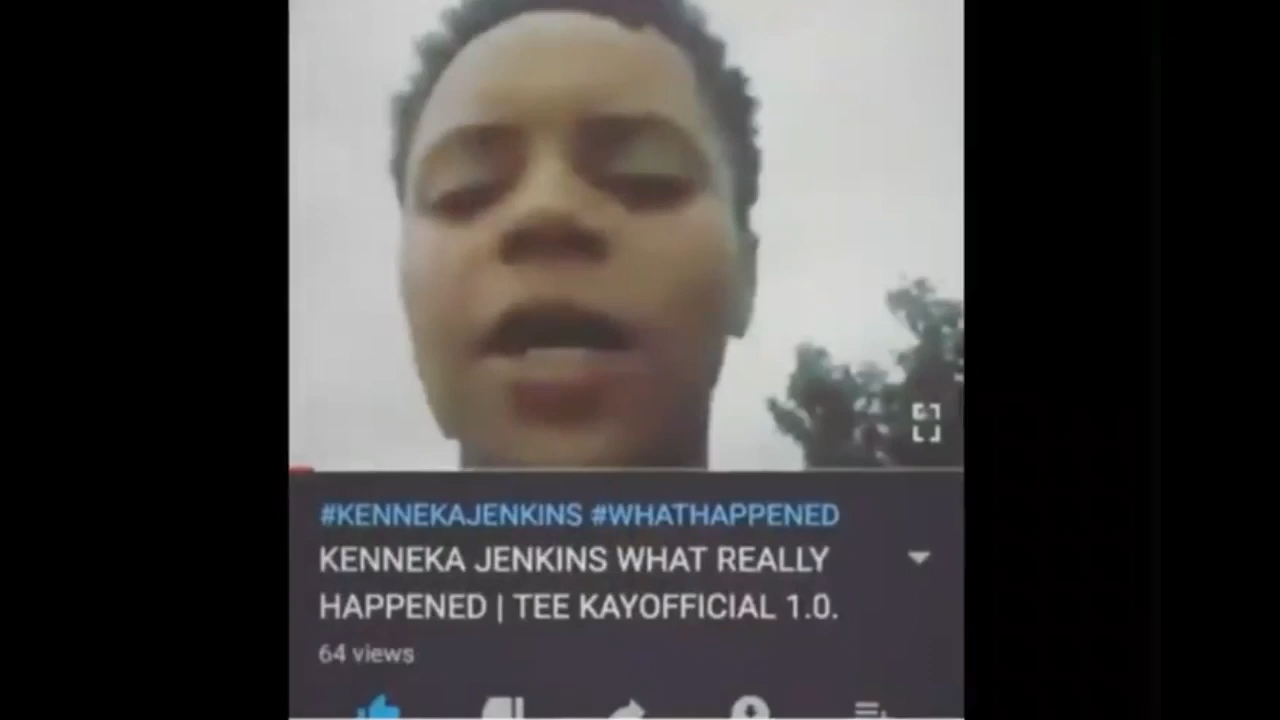 #KENNEKAJENKINS #WHATHAPPENED
KENNEKA JENKINS WHAT REALLY
HAPPENED | TEE KAYOFFICIAL 1.0.
64 views